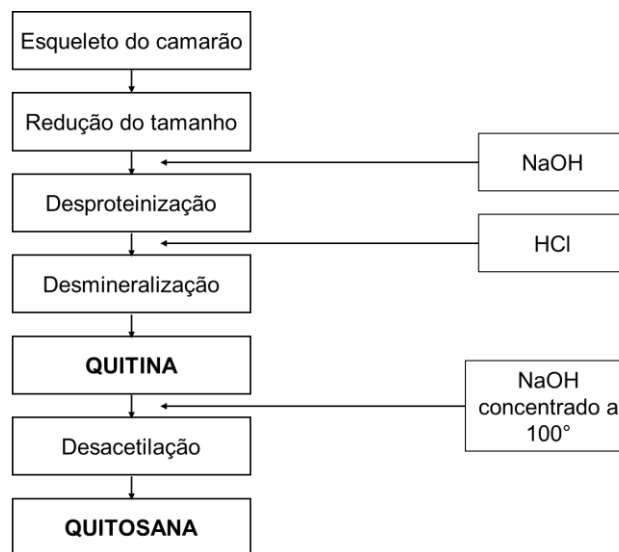 Esqueleto do camarão
Redução do tamanho
NaOH
Desproteinização
HCl
Desmineralização
QUITINA
NaOH
concentrado a
100°
Desacetilação
QUITOSANA